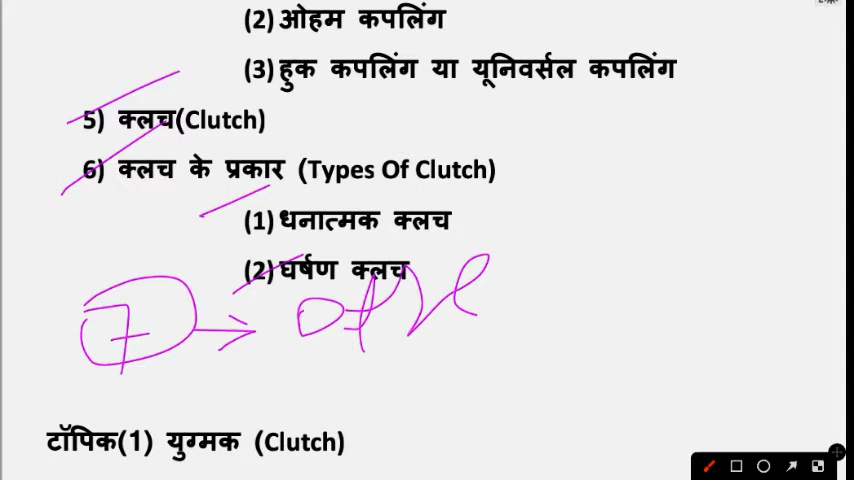 (2) ओहम कपलिंग
(3) हुक कपलिंग या यूनिवर्सल कपलिंग
5) क्लच(Clutch)
6) क्लच के प्रकार (Types Of Clutch)
(1) धनात्मक क्लच
(2) घर्षण क्लच
7
टॉपिक(1) युग्मक (Clutch)